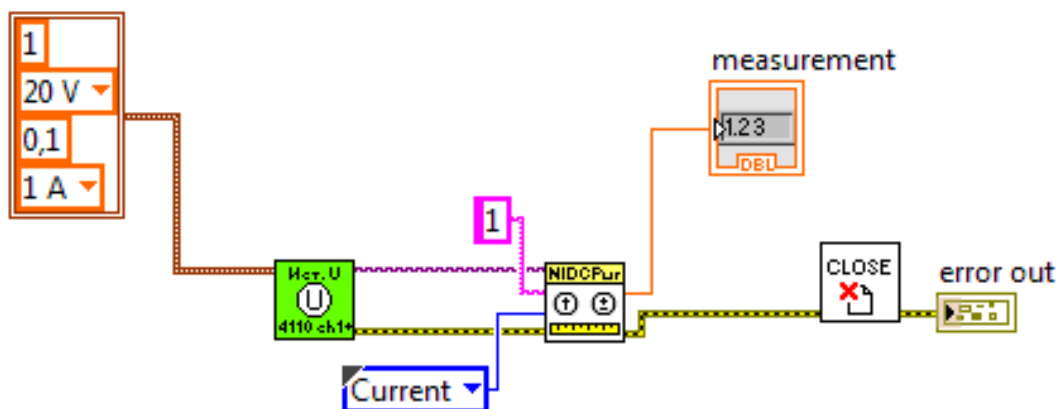 1
20 V
0,1
1 A
measurement
1.23
DBL
1
Ист. U
U
4110 ch1+
NIDCPwr
CLOSE
error out
Current